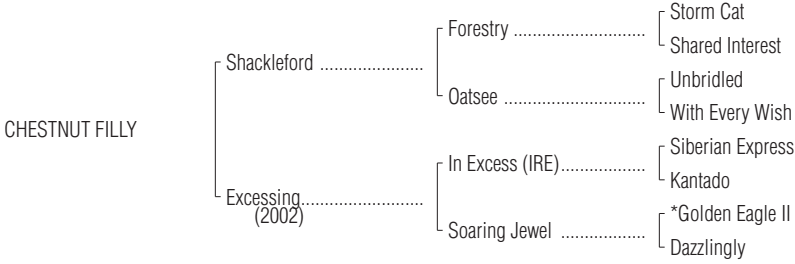 Storm Cat
Forestry ............................
Shared Interest
Shackleford ......................
Unbridled
Oatsee ..............................
With Every Wish
CHESTNUT FILLY
Siberian Express
In Excess (IRE)..................
Kantado
Excessing..........................
(2002)
*Golden Eagle II
Soaring Jewel ..................
Dazzlingly